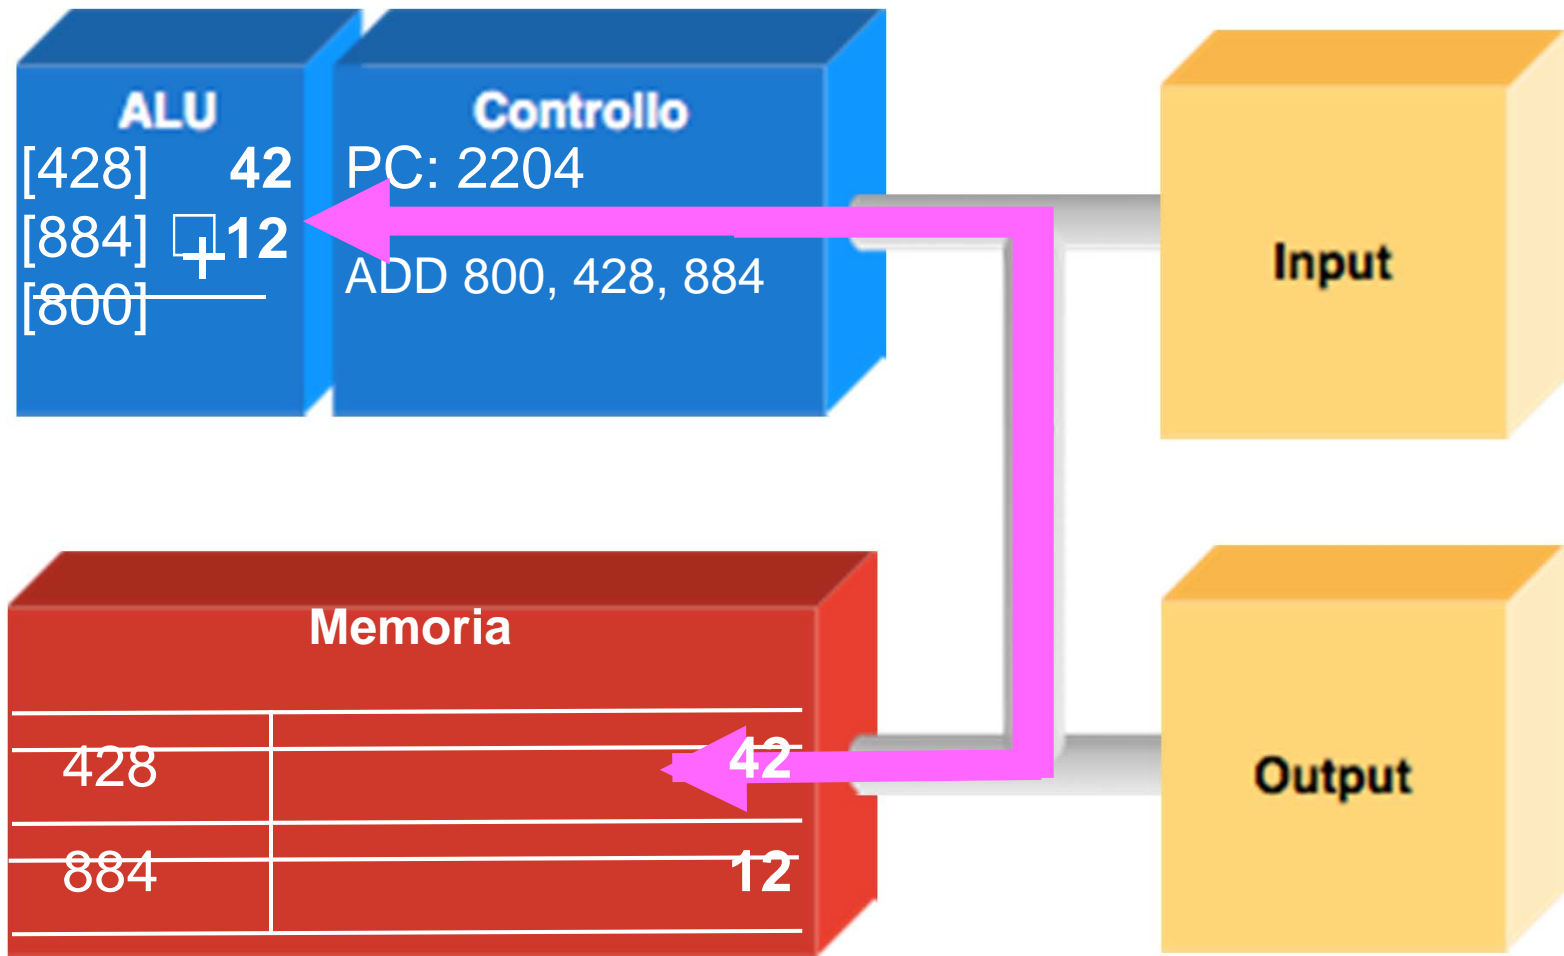 ALU
[428] 42
[884] +12
[800]
Controllo
PC: 2204
ADD 800, 428, 884
Input
Memoria
428 42
884 12
Output